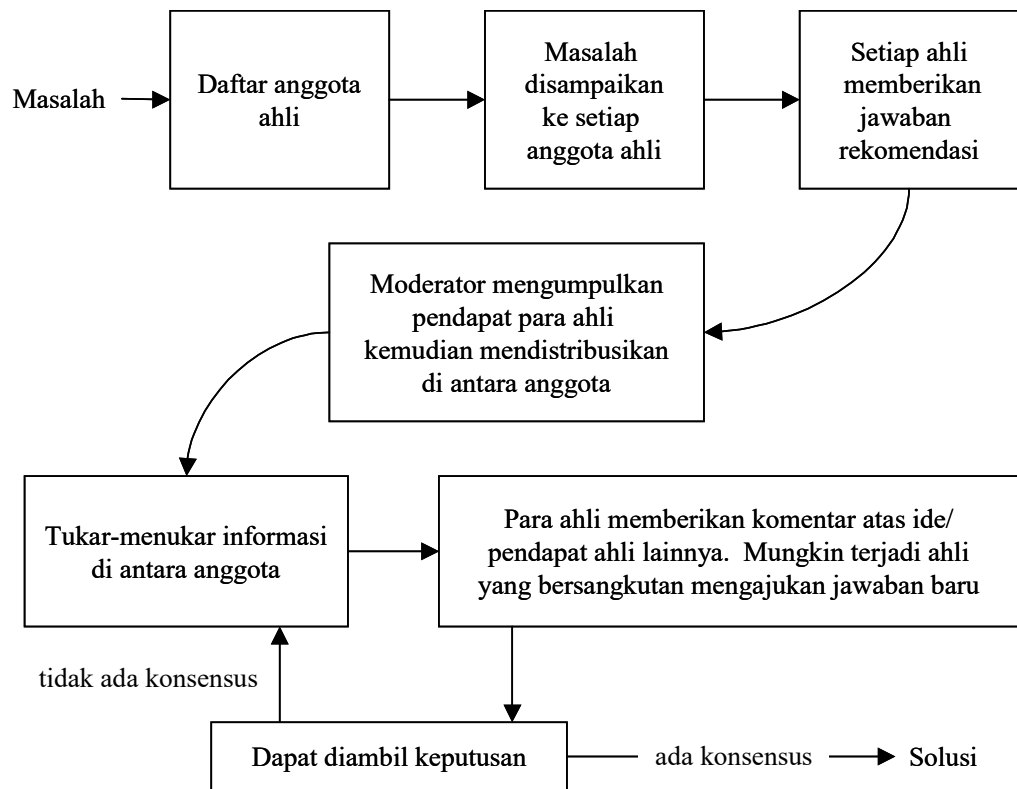 Masalah
Daftar anggota
ahli
Masalah
disampaikan
ke setiap
anggota ahli
Setiap ahli
memberikan
jawaban
rekomendasi
Moderator mengumpulkan
pendapat para ahli
kemudian mendistribusikan
di antara anggota
Tukar-menukar informasi
di antara anggota
Para ahli memberikan komentar atas ide/
pendapat ahli lainnya.  Mungkin terjadi ahli
yang bersangkutan mengajukan jawaban baru
tidak ada konsensus
Dapat diambil keputusan
ada konsensus
Solusi